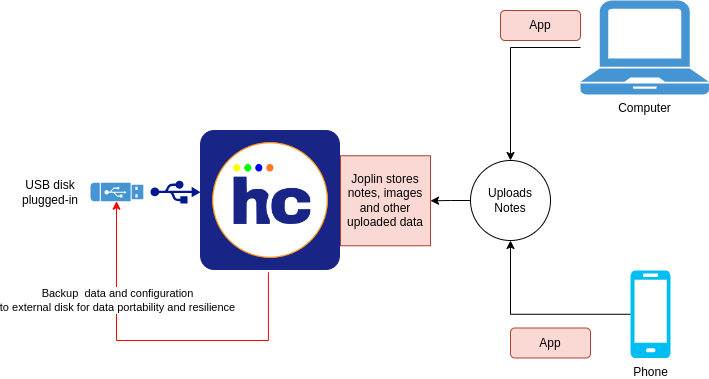 App
Computer
USB disk
plugged-in
hc
Joplin stores
notes, images
and other
uploaded data
Uploads
Notes
Backup data and configuration
to external disk for data portability and resilience
App
Phone